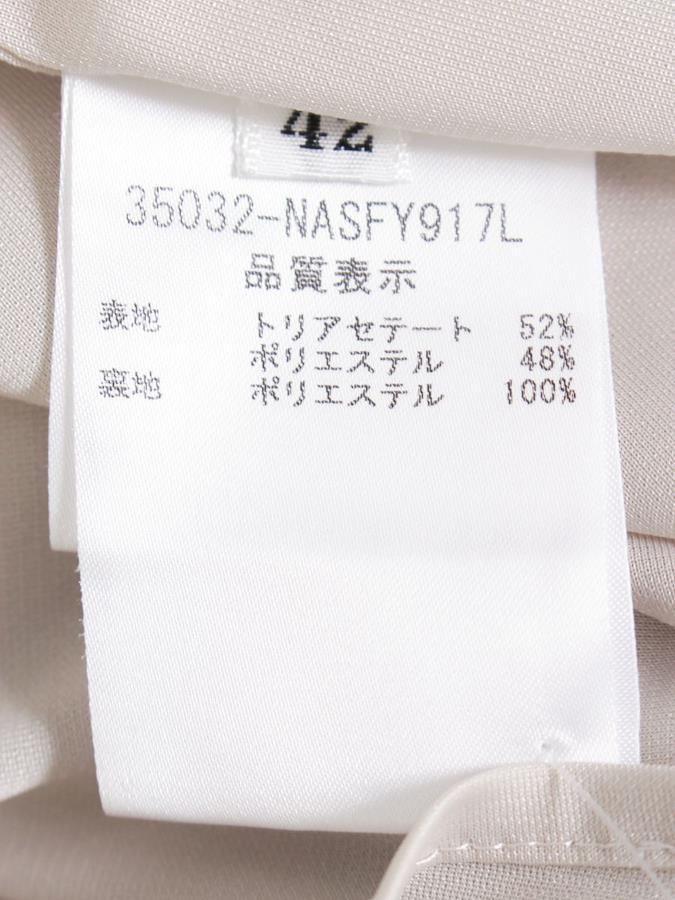 42
35032-NASFY917L
品質表示
表地 トリアセテート 52%
ポリエステル 48%
裏地 ポリエステル 100%